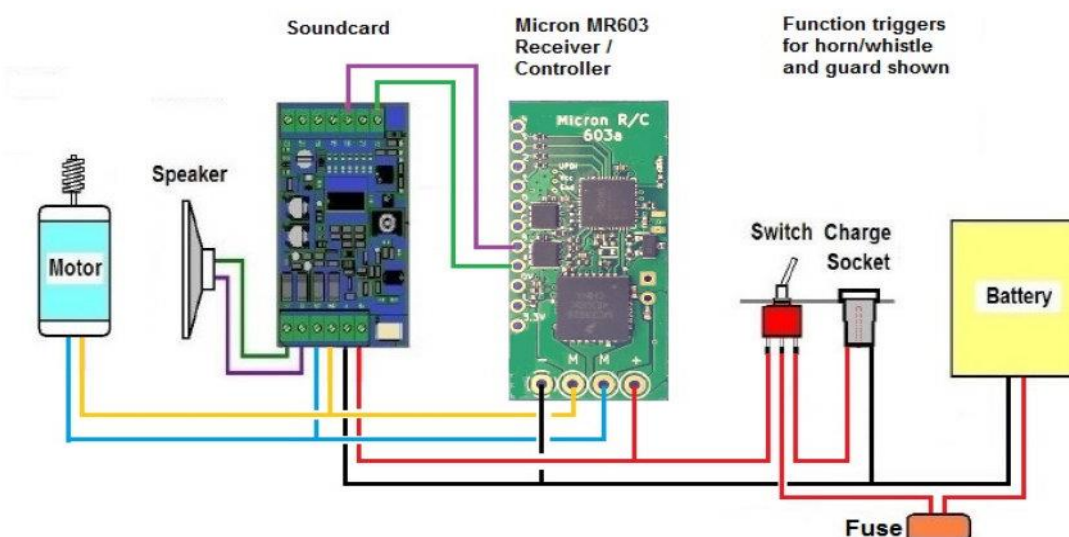 Soundcard
Micron MR603
Receiver /
Controller
Function triggers
for horn/whistle
and guard shown
Micron R/C
603a
UPDI
Vcc
Gnd
Speaker
Motor
Switch
Charge
Socket
Battery
0V
3.3V
- M M +
Fuse